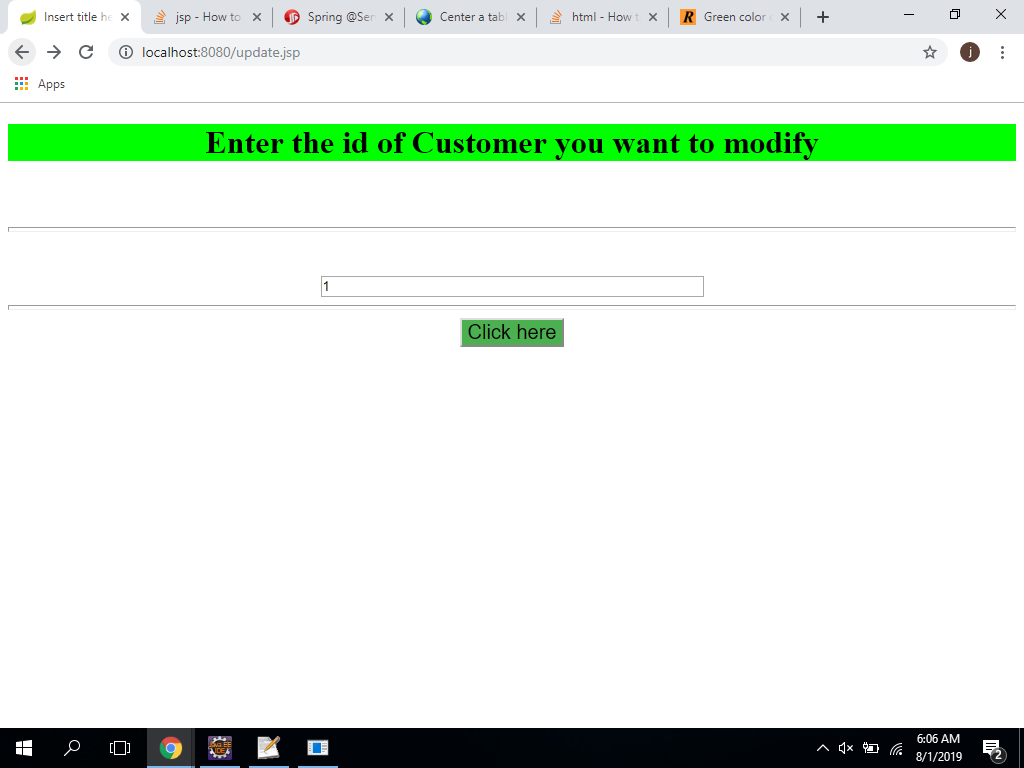 Insert title he
jsp - How to
Spring @Ser
Center a tabl
html - How t
Green color
localhost:8080/update.jsp
j
Apps
Enter the id of Customer you want to modify
1
Click here
6:06 AM
8/1/2019
2